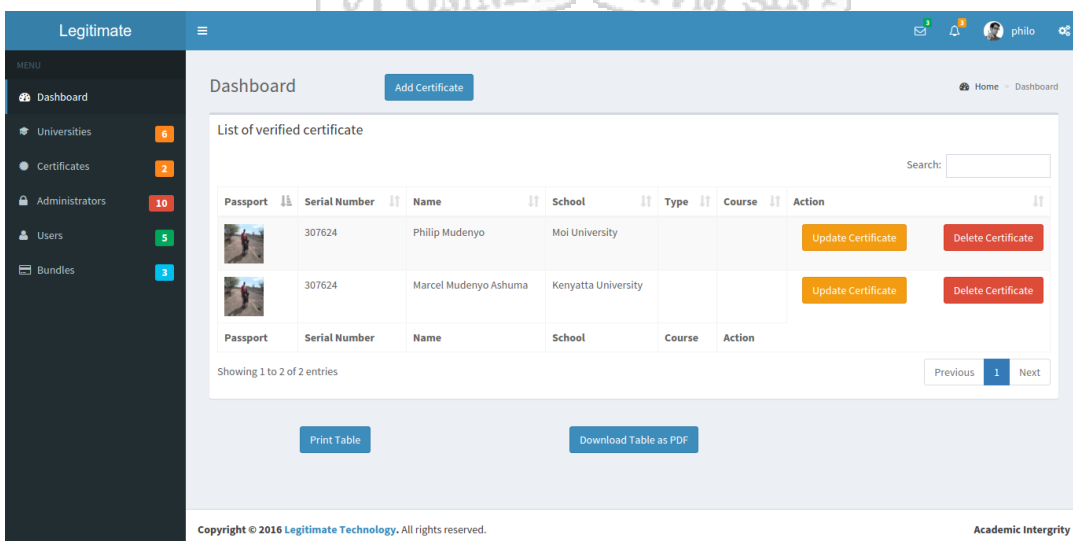 Legitimate
3 3 philo
MENU
Dashboard
Universities 6
Certificates 2
Administrators 10
Users 5
Bundles 3
Dashboard Add Certificate Home Dashboard
List of verified certificate
Search:
Passport Serial Number Name School Type Course Action
307624 Philip Mudenyo Moi University Update Certificate Delete Certificate
307624 Marcel Mudenyo Ashuma Kenyatta University Update Certificate Delete Certificate
Passport Serial Number Name School Course Action
Showing 1 to 2 of 2 entries Previous 1 Next
Print Table Download Table as PDF
Copyright © 2016 Legitimate Technology. All rights reserved. Academic Intergrity